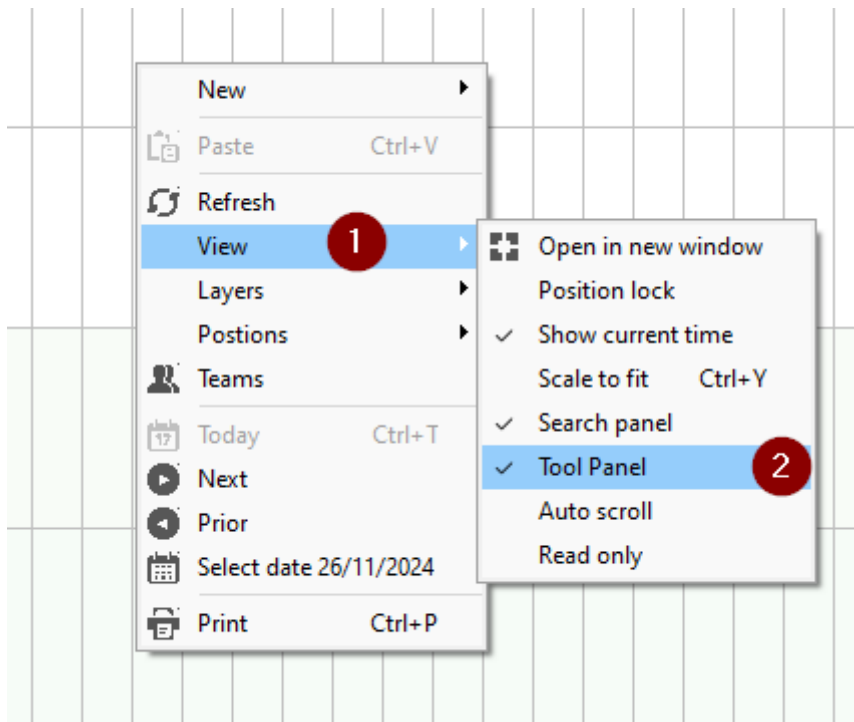 New
Paste Ctrl+V
Refresh
View 1
Layers
Postions
Teams
17 Today Ctrl+T
Next
Prior
Select date 26/11/2024
Print Ctrl+P
Open in new window
Position lock
Show current time
Scale to fit Ctrl+Y
Search panel
Tool Panel 2
Auto scroll
Read only